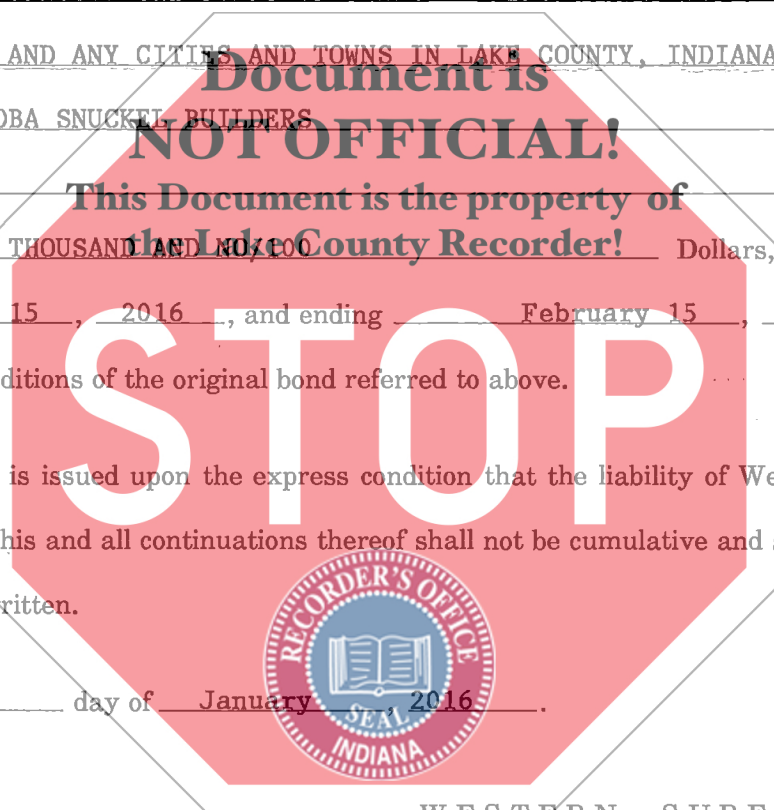 AND ANY CITIES AND TOWNS IN LAKE COUNTY, INDIANA
Document is
OBA SNUCKEL BUILDERS
NOT OFFICIAL!
This Document is the property of
the Lake County Recorder!
THOUSAND AND NO/100 Dollars,
15, 2016, and ending February 15,
STOP
ditions of the original bond referred to above.
is issued upon the express condition that the liability of We
his and all continuations thereof shall not be cumulative and
ritten.
RECORDER'S OFFICE
SEAL
INDIANA
day of January, 2016.
WESTERN SURE